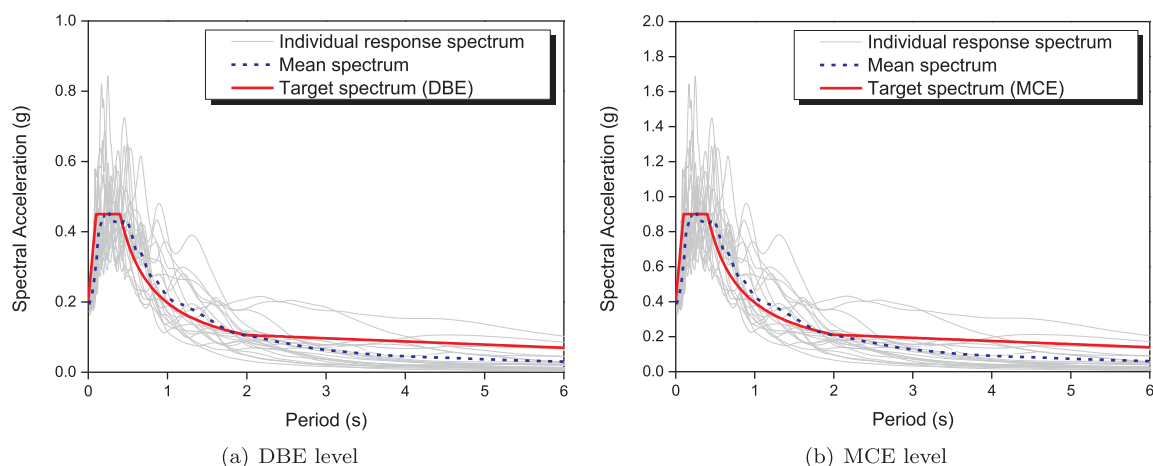 1.0
0.8
0.6
0.4
0.2
0.0
Spectral Acceleration (g)
Individual response spectrum
Mean spectrum
Target spectrum (DBE)
0 1 2 3 4 5 6
Period (s)
(a) DBE level
2.0
1.8
1.6
1.4
1.2
1.0
0.8
0.6
0.4
0.2
0.0
Spectral Acceleration (g)
Individual response spectrum
Mean spectrum
Target spectrum (MCE)
0 1 2 3 4 5 6
Period (s)
(b) MCE level